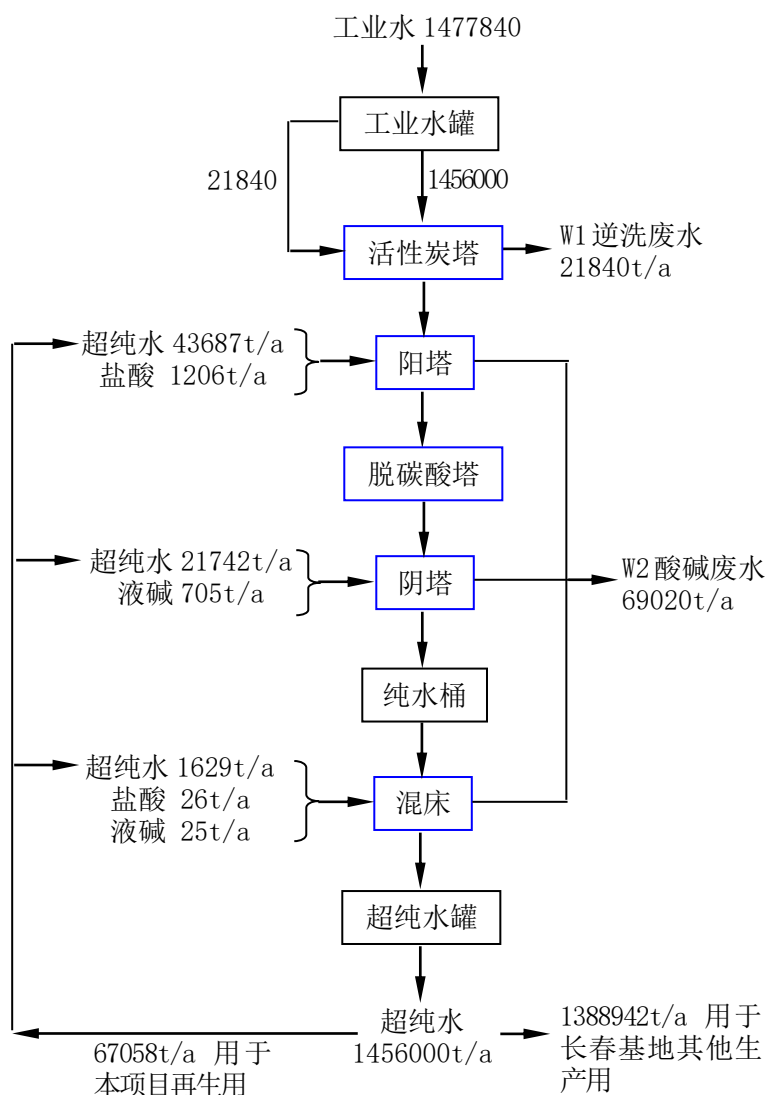 工业水 1477840
工业水罐
21840
1456000
活性炭塔
W1 逆洗废水
21840t/a
超纯水 43687t/a
盐酸 1206t/a
阳塔
脱碳酸塔
超纯水 21742t/a
液碱 705t/a
阴塔
W2 酸碱废水
69020t/a
纯水桶
超纯水 1629t/a
盐酸 26t/a
液碱 25t/a
混床
超纯水罐
超纯水
1456000t/a
67058t/a 用于
本项目再生用
1388942t/a 用于
长春基地其他生
产用